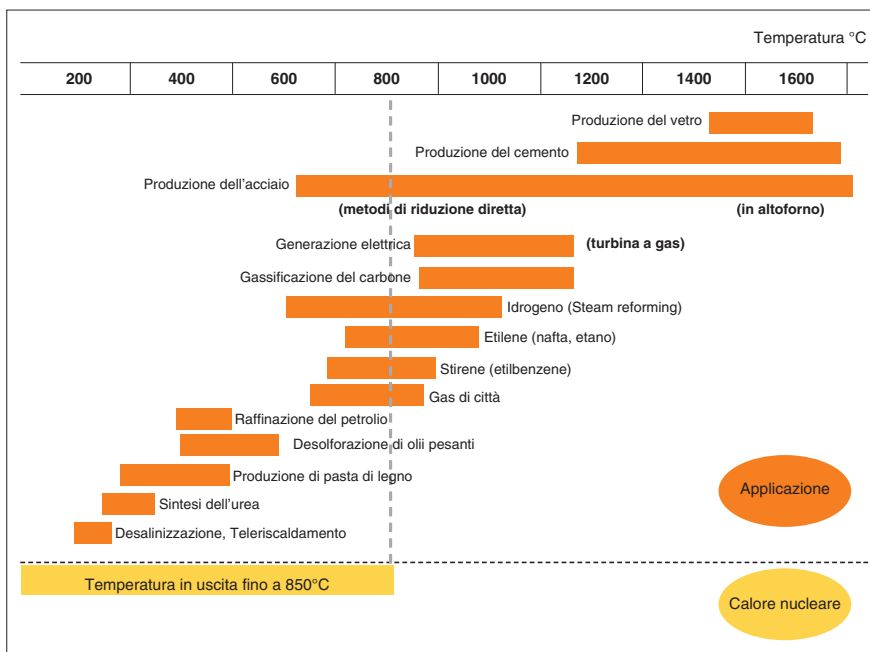 Temperatura °C
200 400 600 800 1000 1200 1400 1600
Produzione del vetro
Produzione del cemento
Produzione dell'acciaio
(metodi di riduzione diretta) (in altoforno)
Generazione elettrica (turbina a gas)
Gassificazione del carbone
Idrogeno (Steam reforming)
Etilene (nafta, etano)
Stirene (etilbenzene)
Gas di città
Raffinazione del petrolio
Desolforazione di olii pesanti
Produzione di pasta di legno
Applicazione
Sintesi dell'urea
Desalinizzazione, Teleriscaldamento
Temperatura in uscita fino a 850°C
Calore nucleare